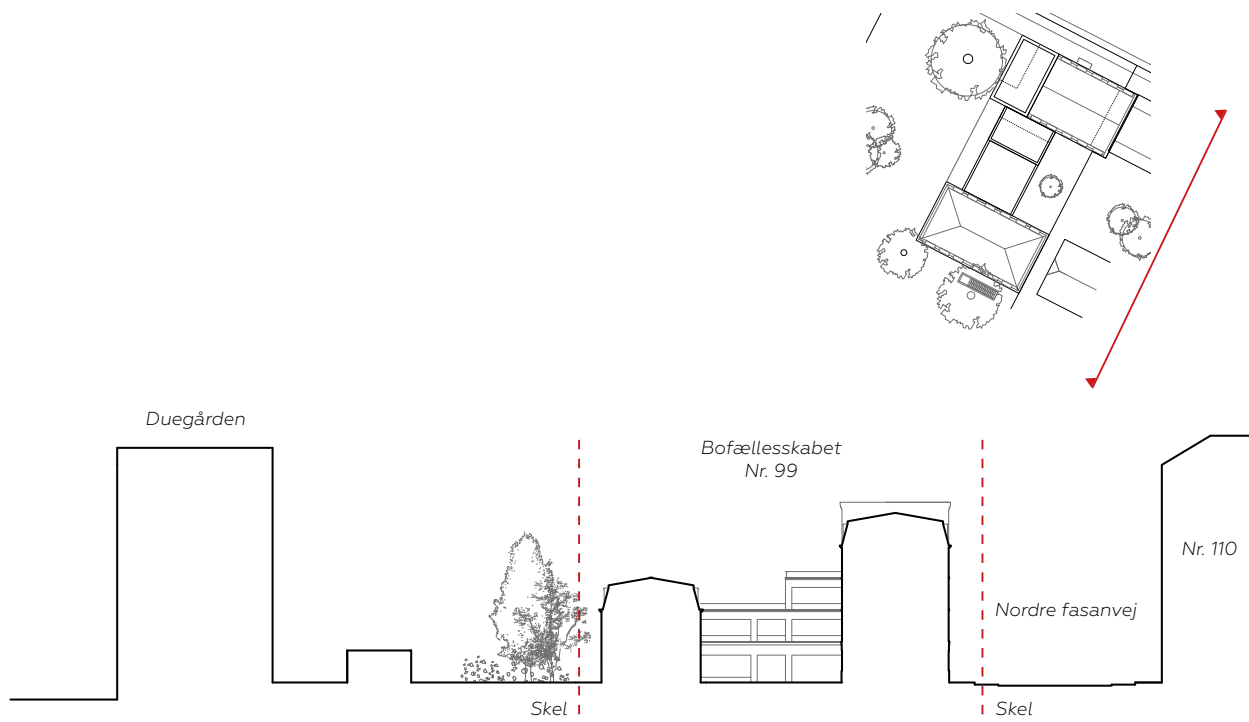 Duegården
Bofællesskabet
Nr. 99
Nr. 110
Nordre fasanvej
Skel
Skel